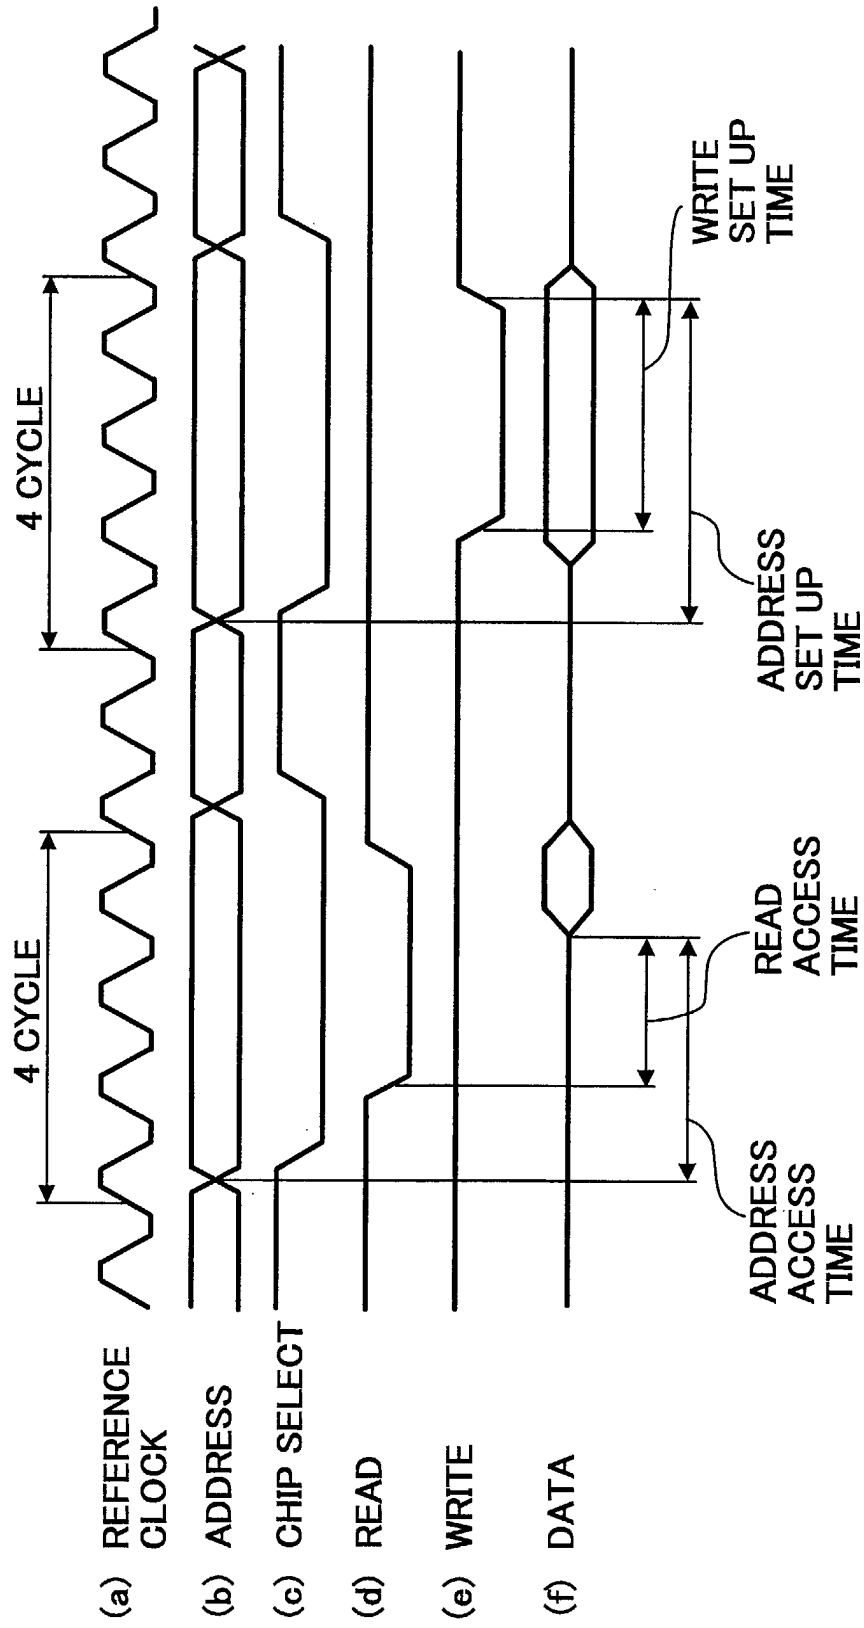 4 CYCLE
4 CYCLE
(a) REFERENCE
CLOCK
(b) ADDRESS
(c) CHIP SELECT
(d) READ
(e) WRITE
(f) DATA
ADDRESS
ACCESS
TIME
READ
ACCESS
TIME
ADDRESS
SET UP
TIME
WRITE
SET UP
TIME